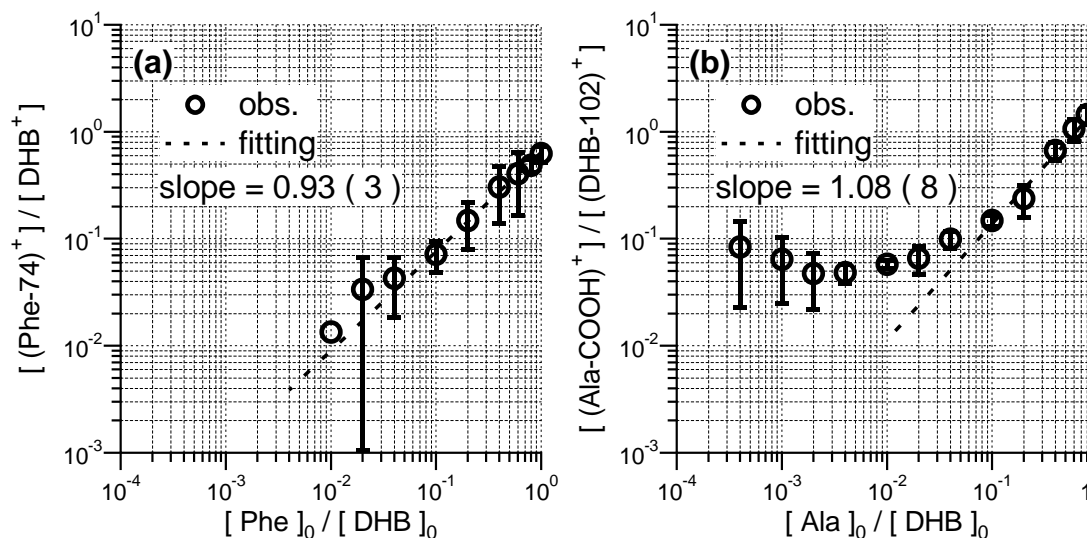 (a)
obs.
fitting
slope = 0.93 ( 3 )
[ (Phe-74)⁺ ] / [ DHB⁺ ]
10¹
10⁰
10⁻¹
10⁻²
10⁻³
10⁻⁴ 10⁻³ 10⁻² 10⁻¹ 10⁰
[ Phe ]₀ / [ DHB ]₀
(b)
obs.
fitting
slope = 1.08 ( 8 )
[ (Ala-COOH)⁺ ] / [ (DHB-102)⁺ ]
10¹
10⁰
10⁻¹
10⁻²
10⁻³
10⁻⁴ 10⁻³ 10⁻² 10⁻¹ 10⁰
[ Ala ]₀ / [ DHB ]₀